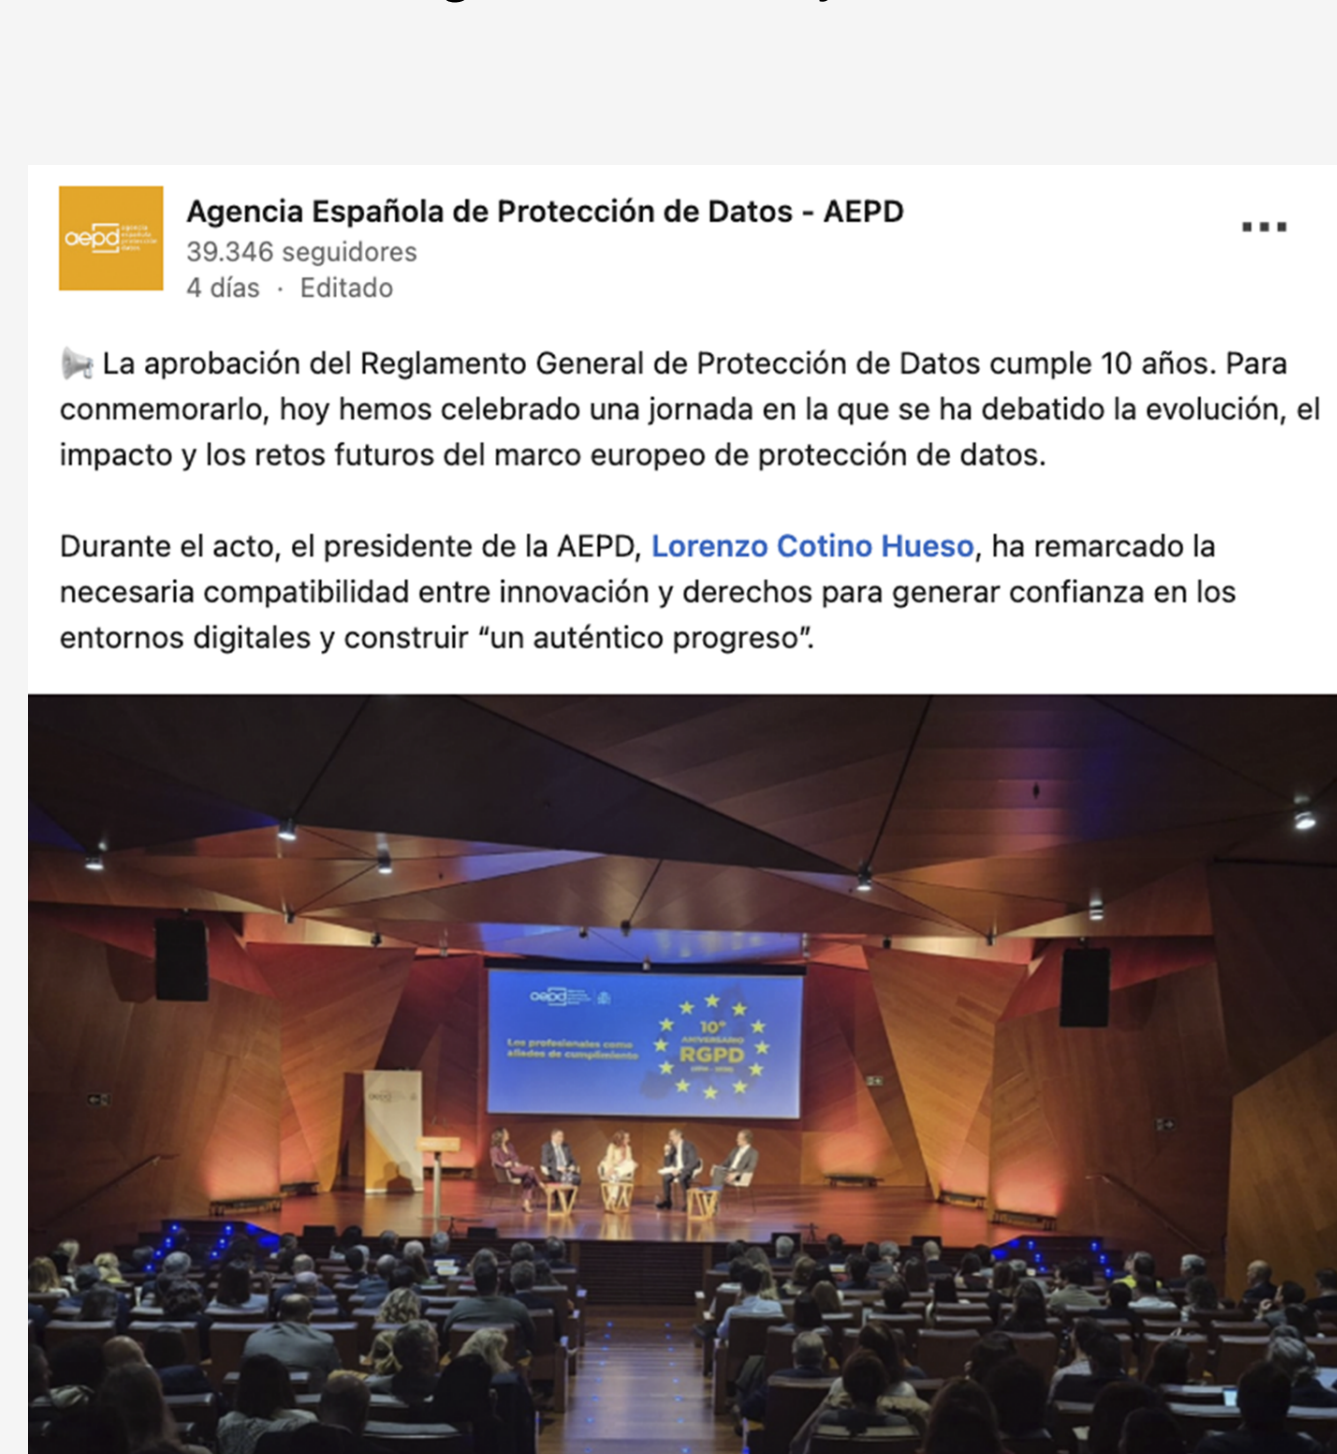 Agencia Española de Protección de Datos - AEPD
39.346 seguidores
4 días · Editado
La aprobación del Reglamento General de Protección de Datos cumple 10 años. Para
conmemorarlo, hoy hemos celebrado una jornada en la que se ha debatido la evolución, el
impacto y los retos futuros del marco europeo de protección de datos.
Durante el acto, el presidente de la AEPD, Lorenzo Cotino Hueso, ha remarcado la
necesaria compatibilidad entre innovación y derechos para generar confianza en los
entornos digitales y construir “un auténtico progreso”.
aepd
Los profesionales como
aliados de cumplimiento
10º
ANIVERSARIO
RGPD